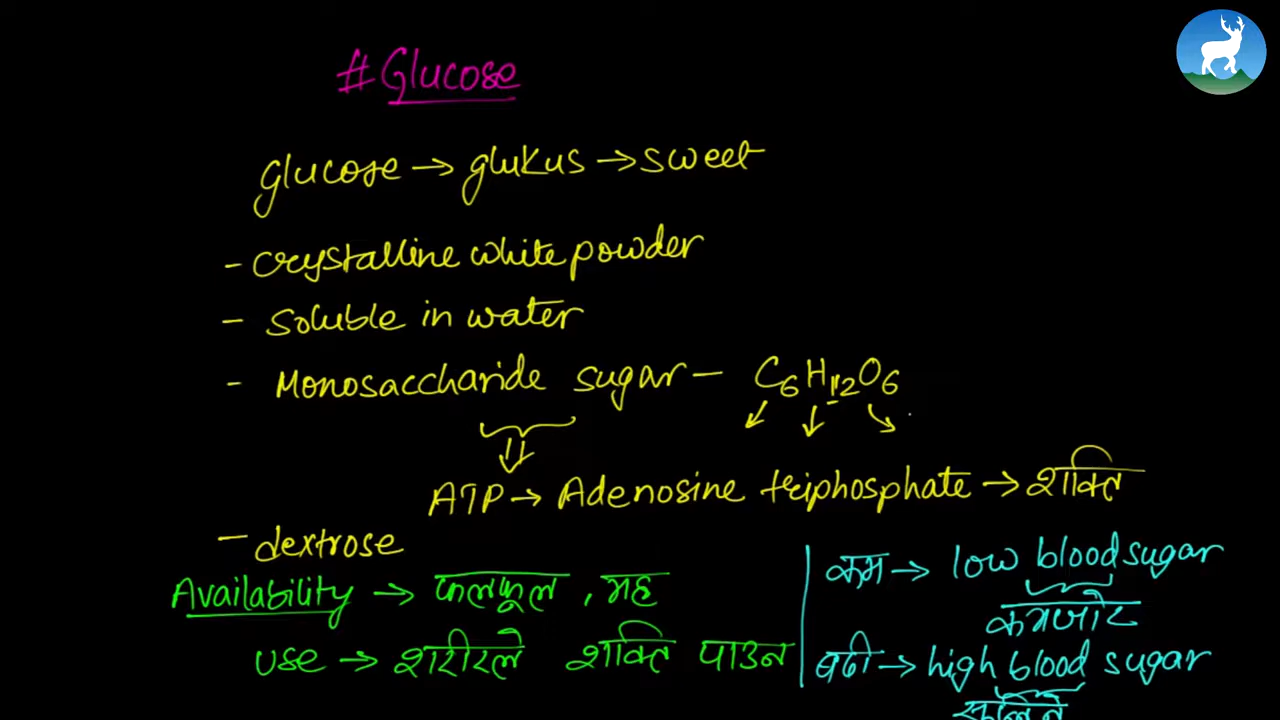 # Glucose
Glucose → glukus → sweet
- crystalline white powder
- soluble in water
- Monosaccharide sugar - C6H12O6
ATP → Adenosine triphosphate → शक्ति
- dextrose
Availability → फलफूल , मह
use → शरीरले शक्ति पाउन
कम → low blood sugar
कमजोर
बढी → high blood sugar